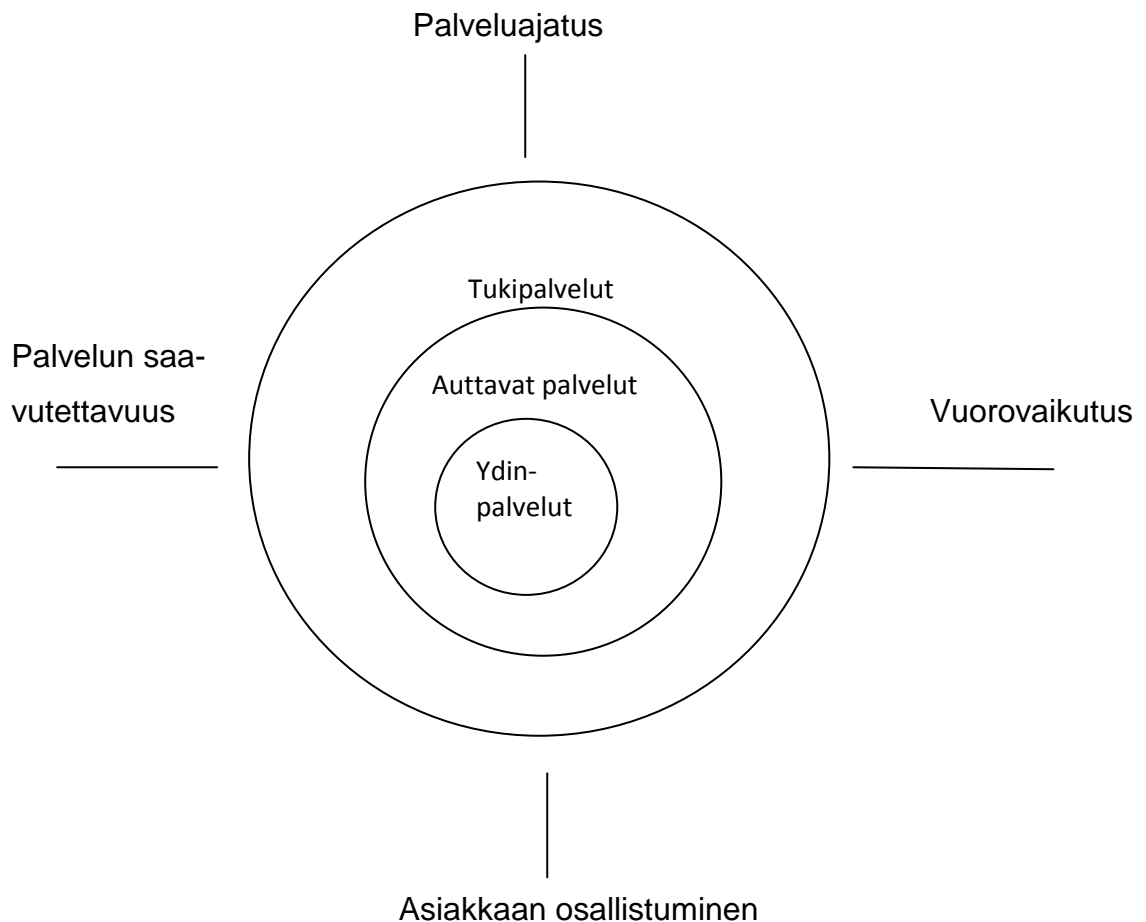 Palveluajatus
Tukipalvelut
Palvelun saa-
vutettavuus
Auttavat palvelut
Vuorovaikutus
Ydin-
palvelut
Asiakkaan osallistuminen